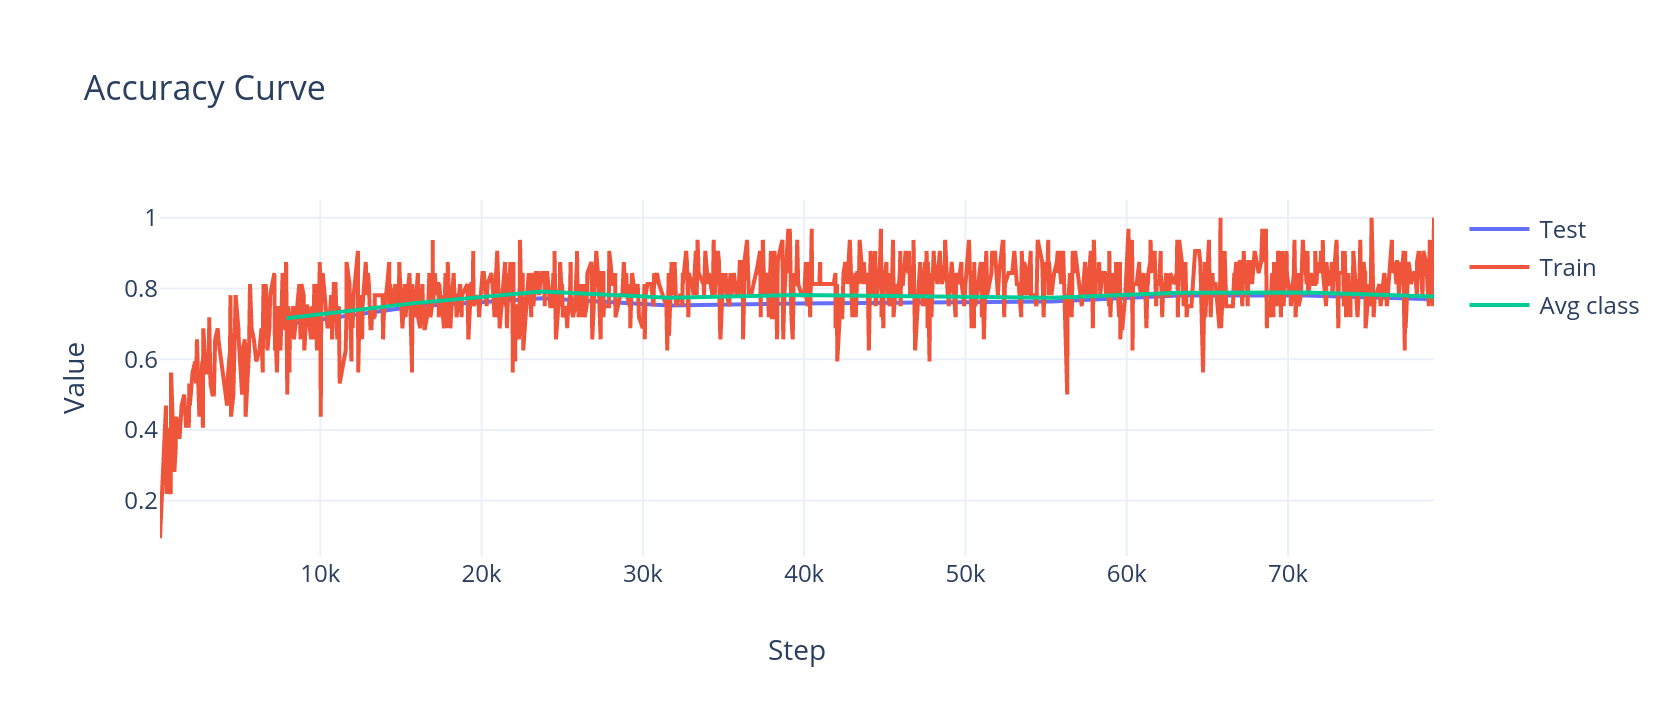 Accuracy Curve
1
0.8
0.6
0.4
0.2
Value
10k
20k
30k
40k
50k
60k
70k
Step
Test
Train
Avg class